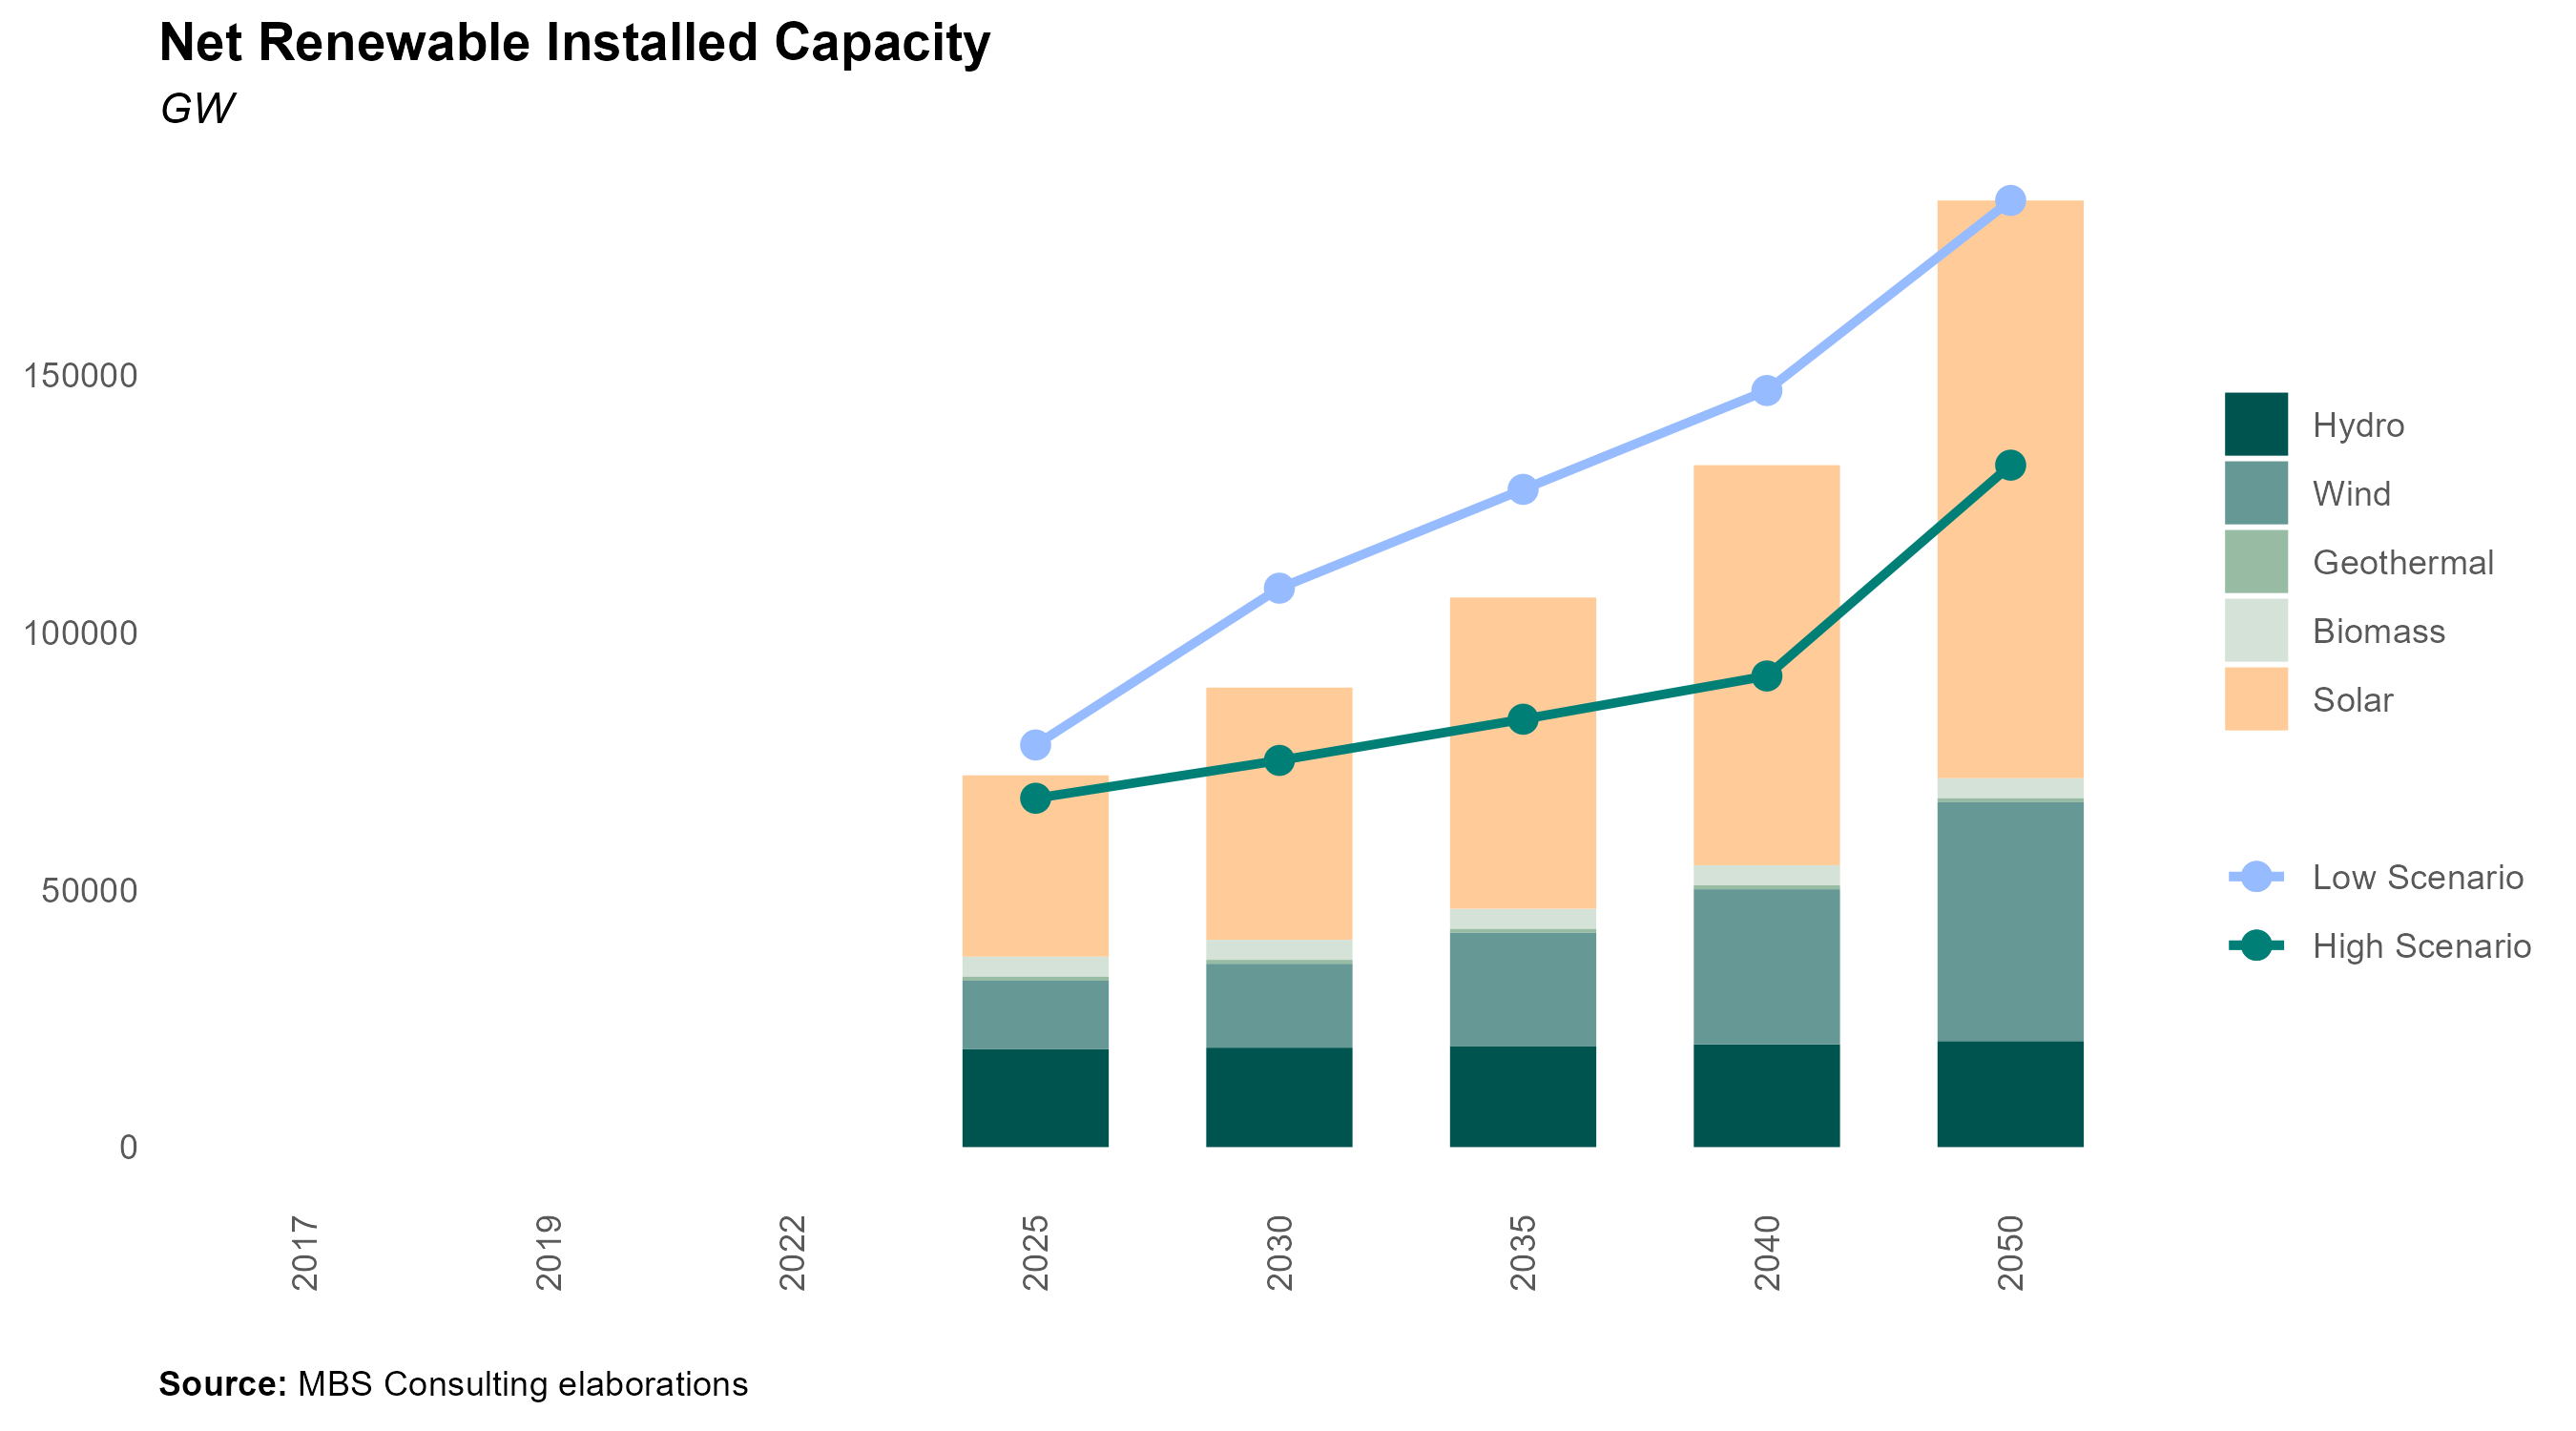 Net Renewable Installed Capacity
GW
150000
100000
50000
0
2017
2019
2022
2025
2030
2035
2040
2050
Hydro
Wind
Geothermal
Biomass
Solar
Low Scenario
High Scenario
Source: MBS Consulting elaborations